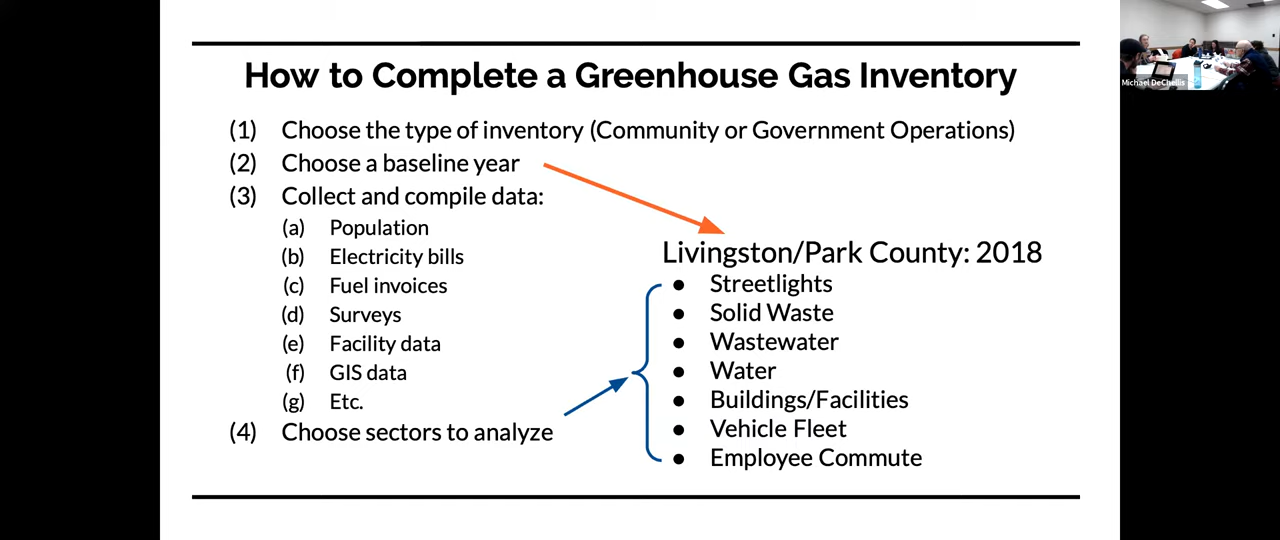 How to Complete a Greenhouse Gas Inventory
(1) Choose the type of inventory (Community or Government Operations)
(2) Choose a baseline year
(3) Collect and compile data:
(a) Population
(b) Electricity bills
(c) Fuel invoices
(d) Surveys
(e) Facility data
(f) GIS data
(g) Etc.
(4) Choose sectors to analyze
Livingston/Park County: 2018
● Streetlights
● Solid Waste
● Wastewater
● Water
● Buildings/Facilities
● Vehicle Fleet
● Employee Commute
Michael DeChellis